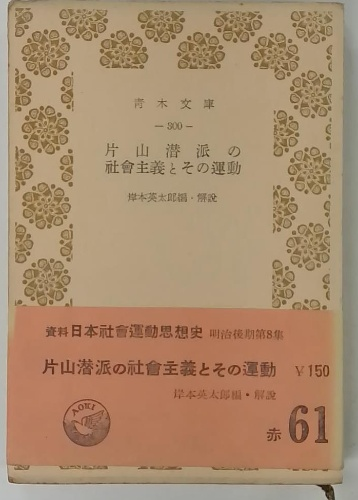 青木文庫
— 300 —
片山潜派の
社會主義とその運動
岸本英太郎編・解説
資料 日本社會運動思想史 明治後期第8集
片山潜派の社會主義とその運動 ￥150
岸本英太郎編・解説
AOKI
赤 61